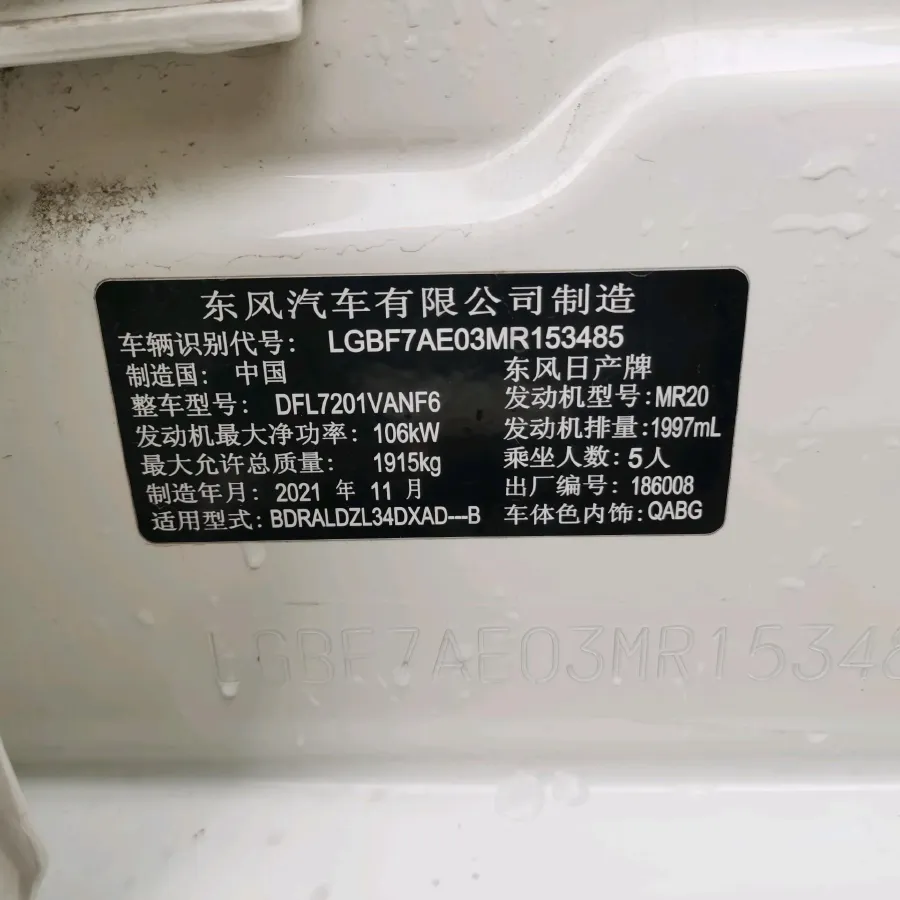 东风汽车有限公司制造
车辆识别代号: LGBF7AE03MR153485
制造国: 中国 东风日产牌
整车型号: DFL7201VANF6 发动机型号:MR20
发动机最大净功率: 106kW 发动机排量:1997mL
最大允许总质量: 1915kg 乘坐人数:5人
制造年月: 2021 年 11 月 出厂编号: 186008
适用型式: BDRALDZL34DXAD---B 车体色内饰:QABG
LGBF7AE03MR15348